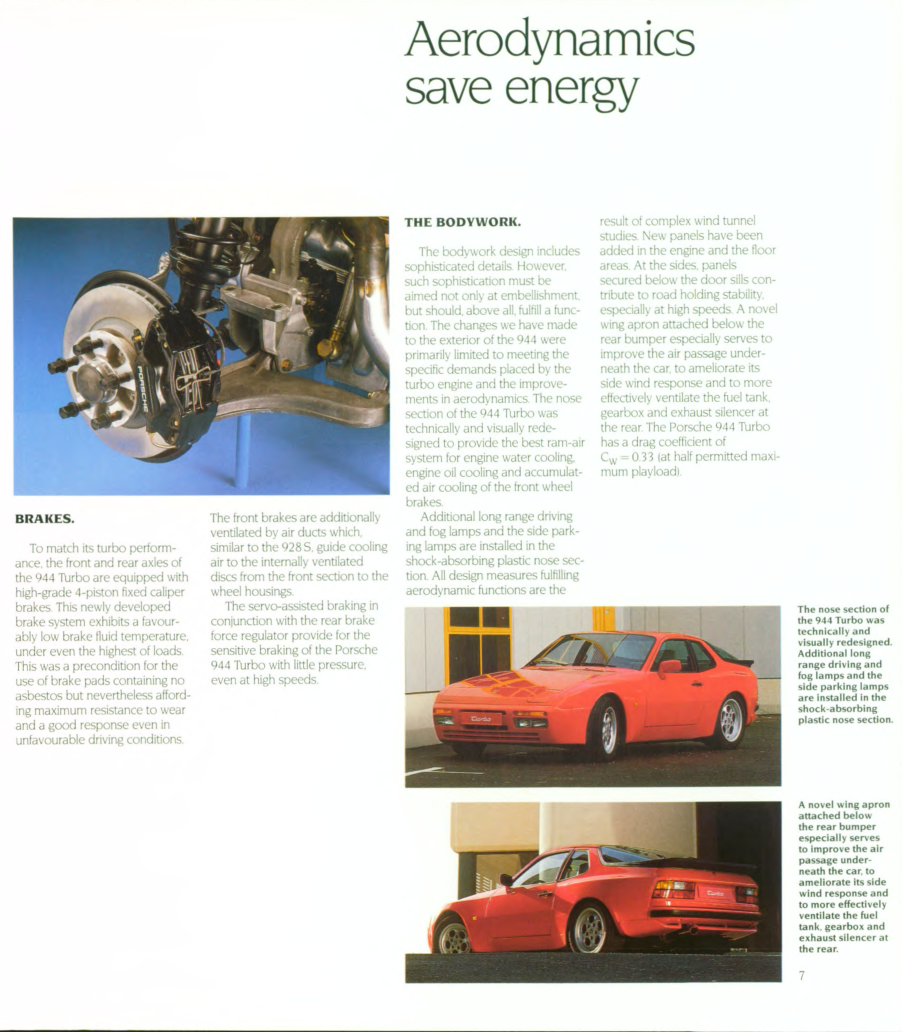 Aerodynamics
save energy
PORSCHE
BRAKES.
To match its turbo perform-
ance, the front and rear axles of
the 944 Turbo are equipped with
high-grade 4-piston fixed caliper
brakes. This newly developed
brake system exhibits a favour-
ably low brake fluid temperature,
under even the highest of loads.
This was a precondition for the
use of brake pads containing no
asbestos but nevertheless afford-
ing maximum resistance to wear
and a good response even in
unfavourable driving conditions.
The front brakes are additionally
ventilated by air ducts which,
similar to the 928 S, guide cooling
air to the internally ventilated
discs from the front section to the
wheel housings.
The servo-assisted braking in
conjunction with the rear brake
force regulator provide for the
sensitive braking of the Porsche
944 Turbo with little pressure,
even at high speeds.
THE BODYWORK.
The bodywork design includes
sophisticated details. However,
such sophistication must be
aimed not only at embellishment,
but should, above all, fulfill a func-
tion. The changes we have made
to the exterior of the 944 were
primarily limited to meeting the
specific demands placed by the
turbo engine and the improve-
ments in aerodynamics. The nose
section of the 944 Turbo was
technically and visually rede-
signed to provide the best ram-air
system for engine water cooling,
engine oil cooling and accumulat-
ed air cooling of the front wheel
brakes.
Additional long range driving
and fog lamps and the side park-
ing lamps are installed in the
shock-absorbing plastic nose sec-
tion. All design measures fulfilling
aerodynamic functions are the
result of complex wind tunnel
studies. New panels have been
added in the engine and the floor
areas. At the sides, panels
secured below the door sills con-
tribute to road holding stability,
especially at high speeds. A novel
wing apron attached below the
rear bumper especially serves to
improve the air passage under-
neath the car, to ameliorate its
side wind response and to more
effectively ventilate the fuel tank,
gearbox and exhaust silencer at
the rear. The Porsche 944 Turbo
has a drag coefficient of
CW = 0.33 (at half permitted maxi-
mum playload).
Turbo
The nose section of
the 944 Turbo was
technically and
visually redesigned.
Additional long
range driving and
fog lamps and the
side parking lamps
are installed in the
shock-absorbing
plastic nose section.
Turbo
A novel wing apron
attached below
the rear bumper
especially serves
to improve the air
passage under-
neath the car, to
ameliorate its side
wind response and
to more effectively
ventilate the fuel
tank, gearbox and
exhaust silencer at
the rear.
7